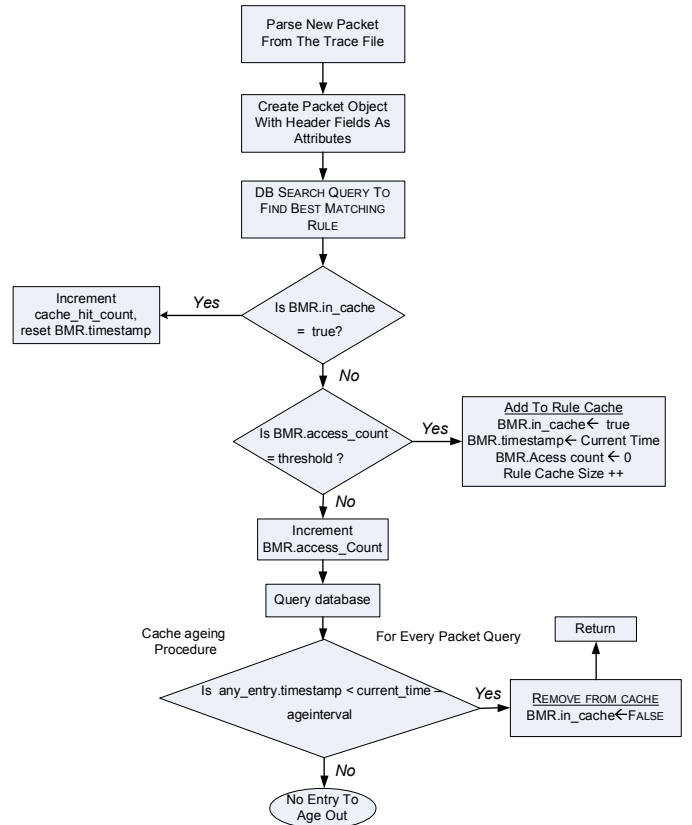 Parse New Packet
From The Trace File
Create Packet Object
With Header Fields As
Attributes
DB SEARCH QUERY TO
FIND BEST MATCHING
RULE
Is BMR.in_cache
= true?
Yes
Increment
cache_hit_count,
reset BMR.timestamp
No
Is BMR.access_count
= threshold ?
Yes
Add To Rule Cache
BMR.in_cache← true
BMR.timestamp← Current Time
BMR.Acess count ← 0
Rule Cache Size ++
No
Increment
BMR.access_Count
Query database
Cache ageing
Procedure
For Every Packet Query
Is any_entry.timestamp < current_time –
ageinterval
Yes
REMOVE FROM CACHE
BMR.in_cache←FALSE
Return
No
No Entry To
Age Out